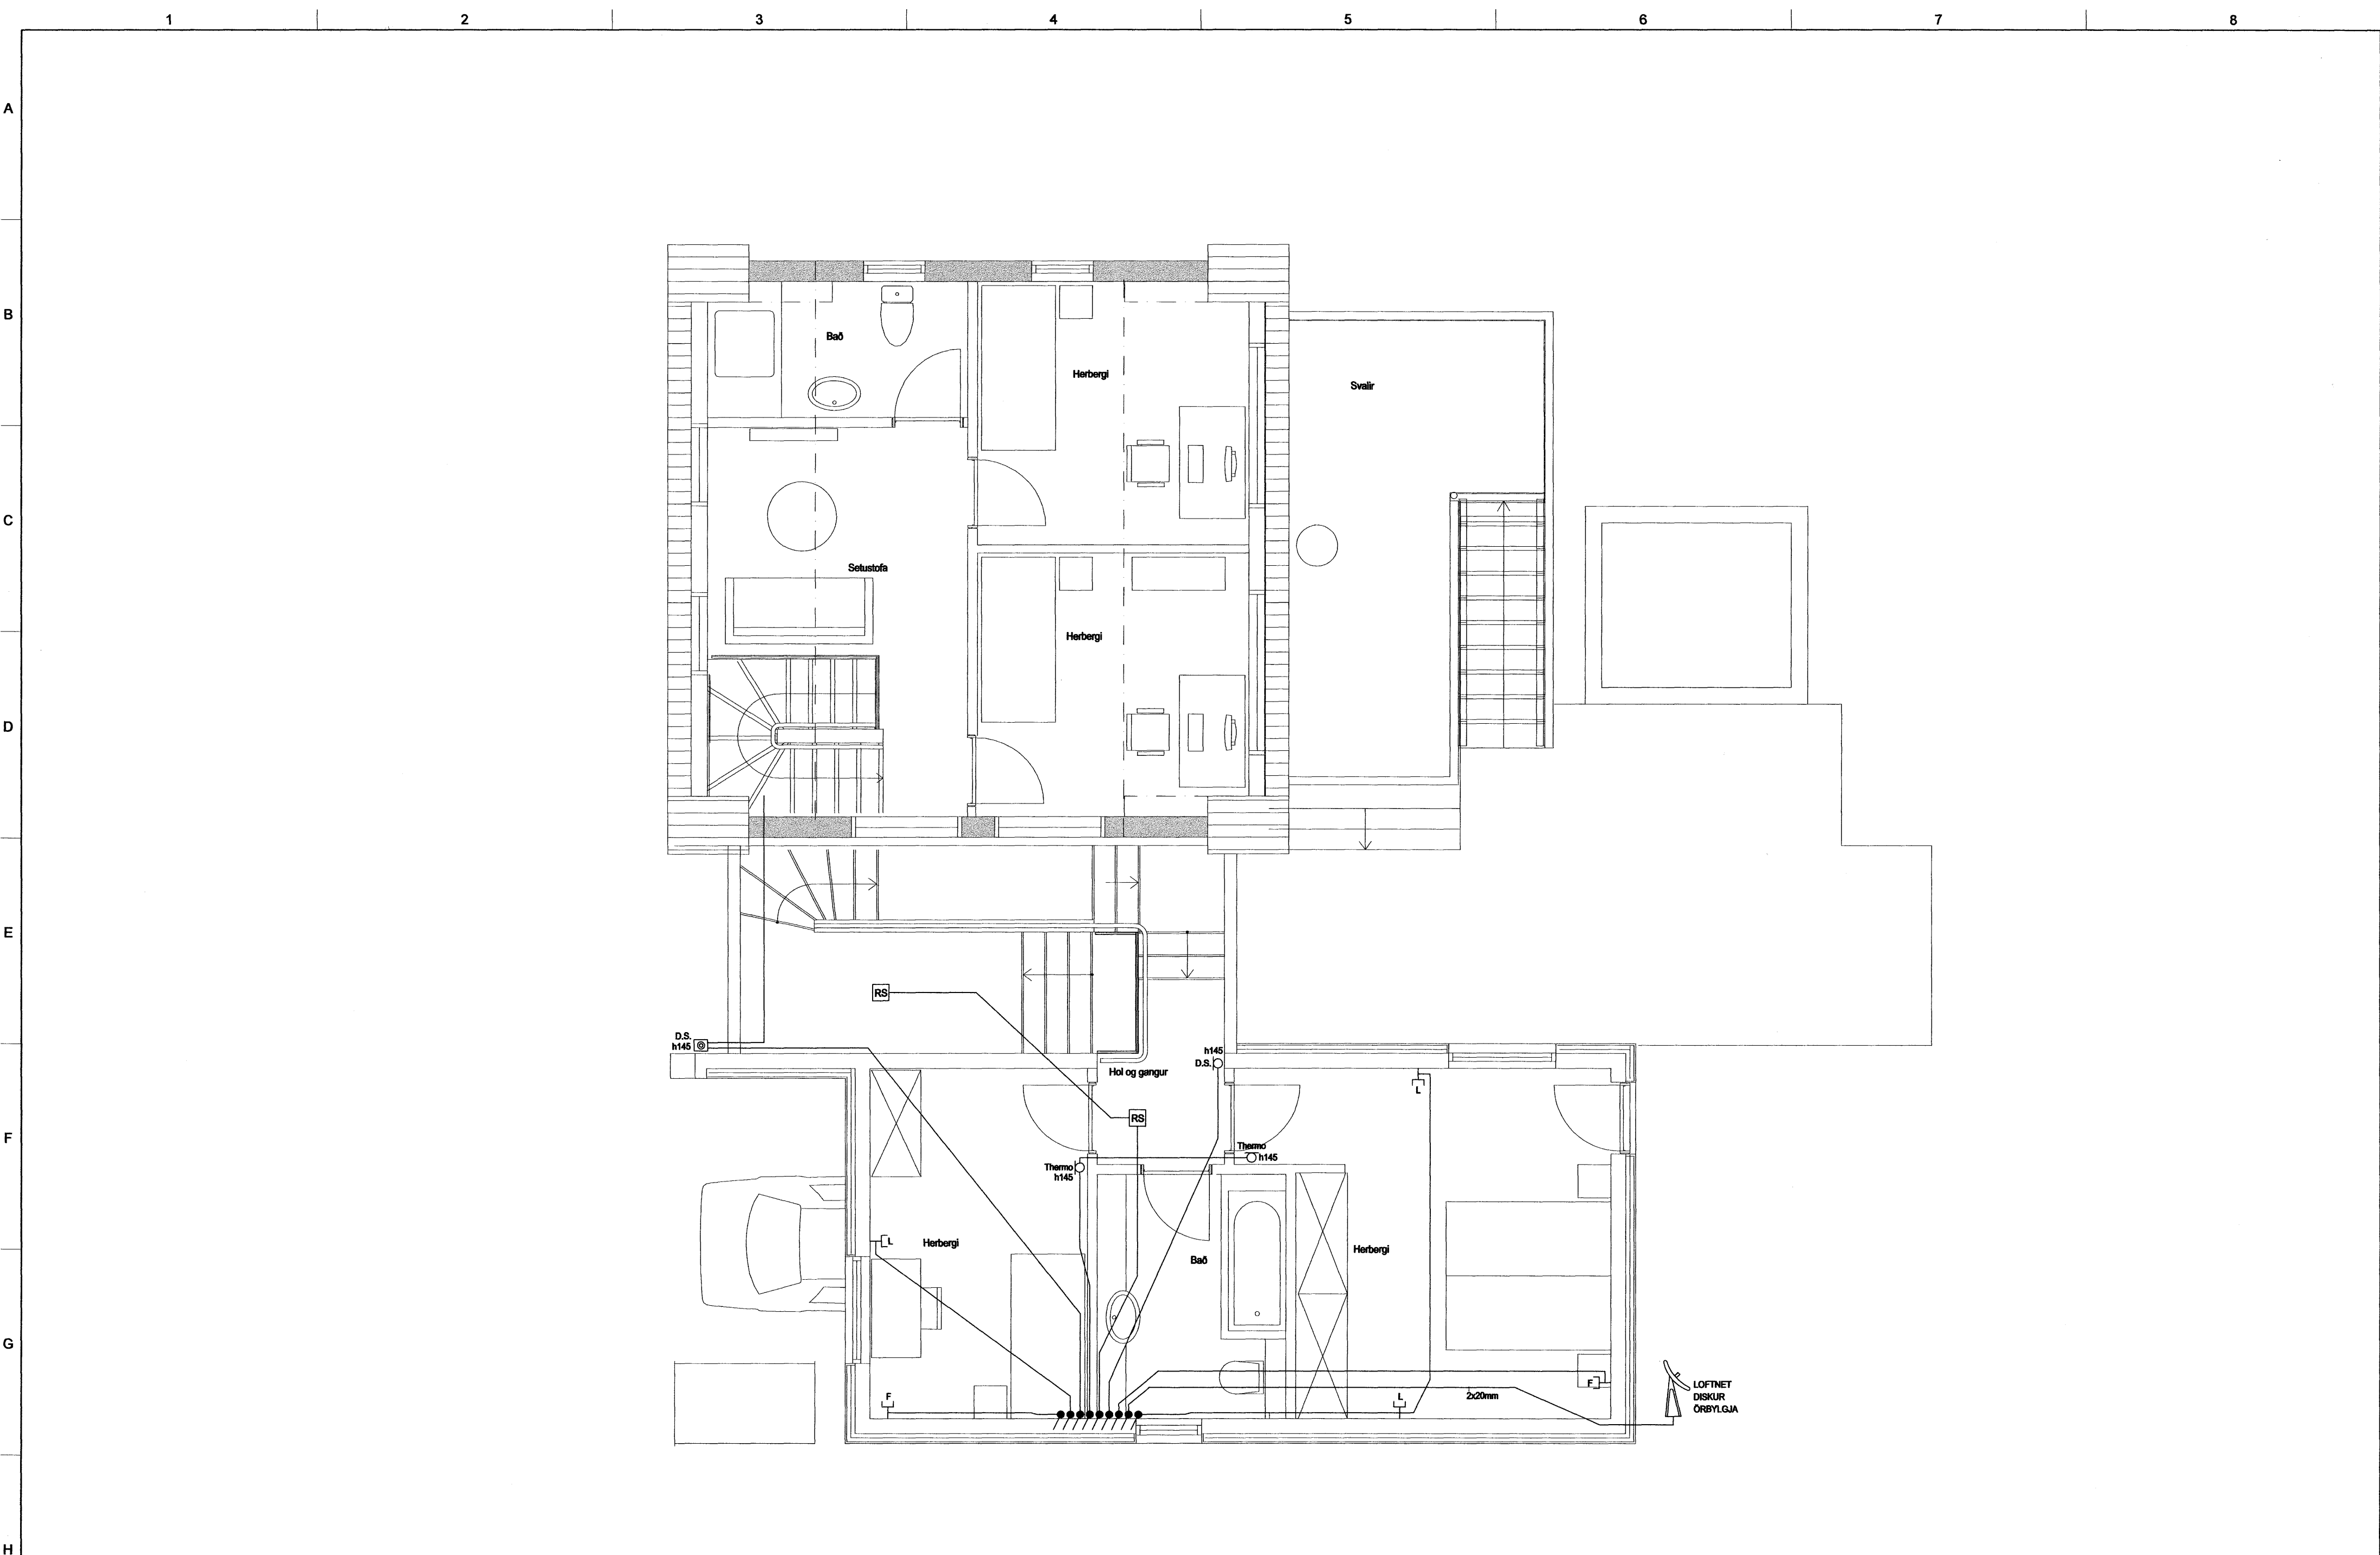 1 2 3 4 5 6 7 8
A
B
Bað
Herbergi
Svalir
C
Setustofa
Herbergi
D
E
RS
D.S.
h145
h145
D.S.
Hol og gangur
L
RS
F
Thermo
h145
Thermo
h145
L
Herbergi
Bað
Herbergi
G
F
L
2x20mm
F
LOFTNET
DISKUR
ÖRBYLGJA
H